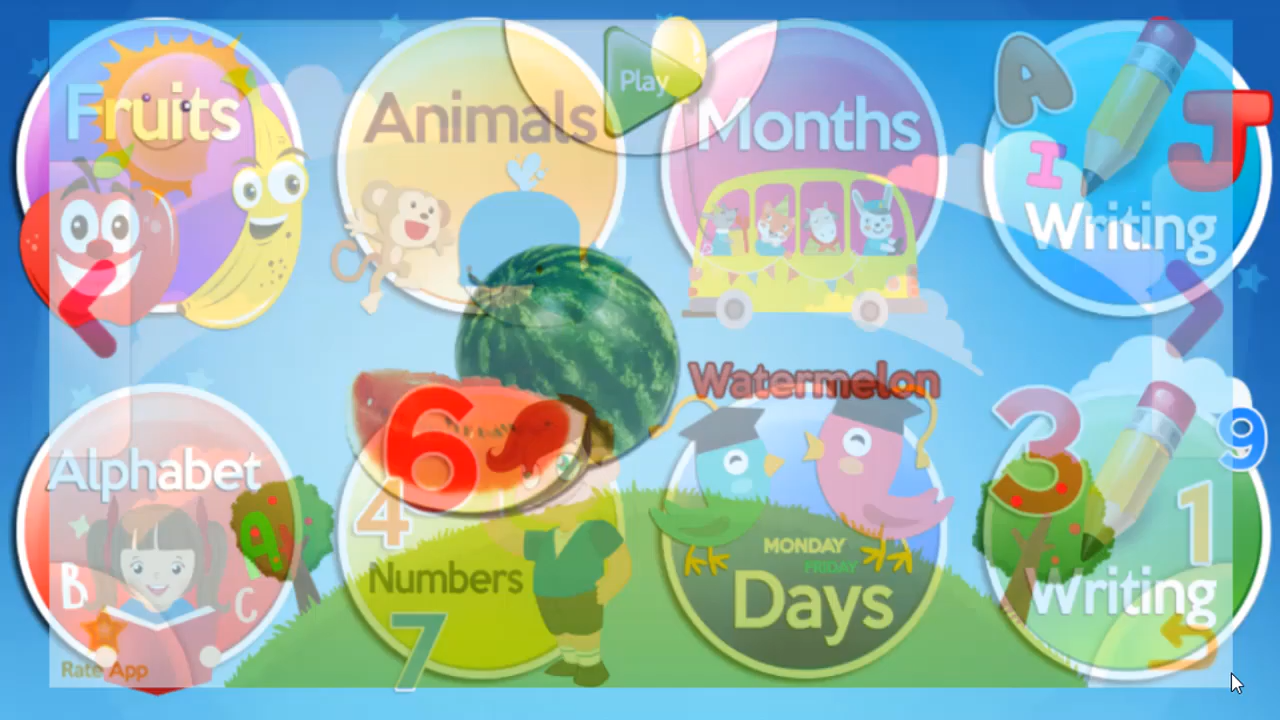 Play
Fruits
Animals
Months
A
I
J
Writing
Watermelon
Alphabet
A
B
C
6
4
Numbers
7
MONDAY
FRIDAY
Days
3
9
1
Writing
Rate App